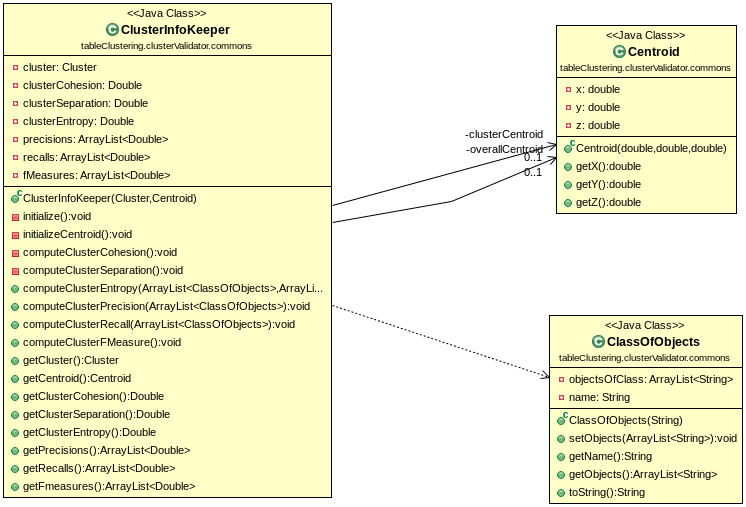 <<Java Class>>
ClusterInfoKeeper
tableClustering.clusterValidator.commons
cluster: Cluster
clusterCohesion: Double
clusterSeparation: Double
clusterEntropy: Double
precisions: ArrayList<Double>
recalls: ArrayList<Double>
fMeasures: ArrayList<Double>
ClusterInfoKeeper(Cluster,Centroid)
initialize():void
initializeCentroid():void
computeClusterCohesion():void
computeClusterSeparation():void
computeClusterEntropy(ArrayList<ClassOfObjects>,ArrayLi...
computeClusterPrecision(ArrayList<ClassOfObjects>):void
computeClusterRecall(ArrayList<ClassOfObjects>):void
computeClusterFMeasure():void
getCluster():Cluster
getCentroid():Centroid
getClusterCohesion():Double
getClusterSeparation():Double
getClusterEntropy():Double
getPrecisions():ArrayList<Double>
getRecalls():ArrayList<Double>
getFmeasures():ArrayList<Double>
-clusterCentroid
-overallCentroid
0..1
0..1
<<Java Class>>
Centroid
tableClustering.clusterValidator.commons
x: double
y: double
z: double
Centroid(double,double,double)
getX():double
getY():double
getZ():double
<<Java Class>>
ClassOfObjects
tableClustering.clusterValidator.commons
objectsOfClass: ArrayList<String>
name: String
ClassOfObjects(String)
setObjects(ArrayList<String>):void
getName():String
getObjects():ArrayList<String>
toString():String